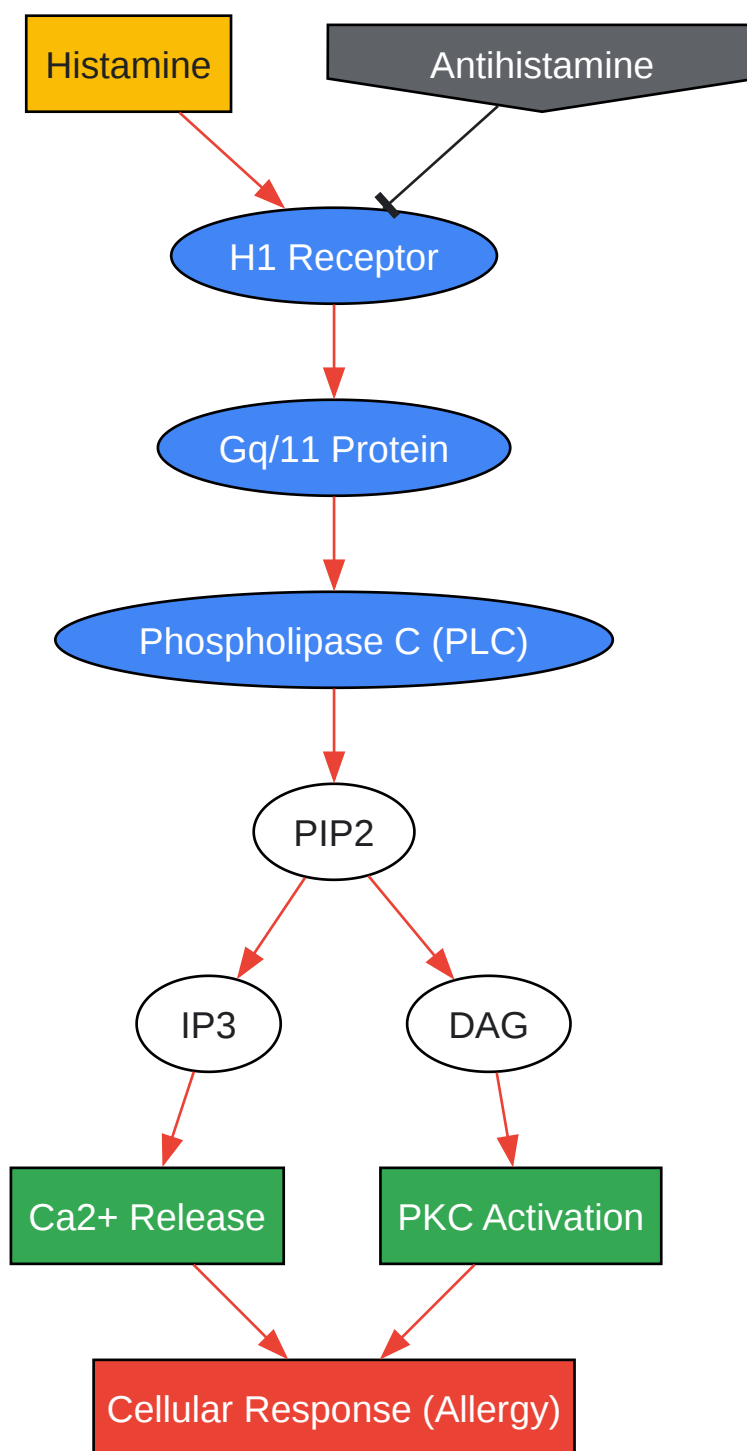 Histamine
Antihistamine
H1 Receptor
Gq/11 Protein
Phospholipase C (PLC)
PIP2
IP3
DAG
Ca2+ Release
PKC Activation
Cellular Response (Allergy)